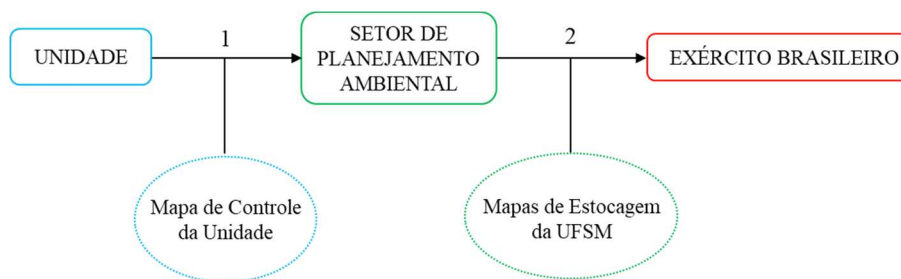 UNIDADE
1
SETOR DE
PLANEJAMENTO
AMBIENTAL
2
EXÉRCITO BRASILEIRO
Mapa de Controle
da Unidade
Mapas de Estocagem
da UFSM